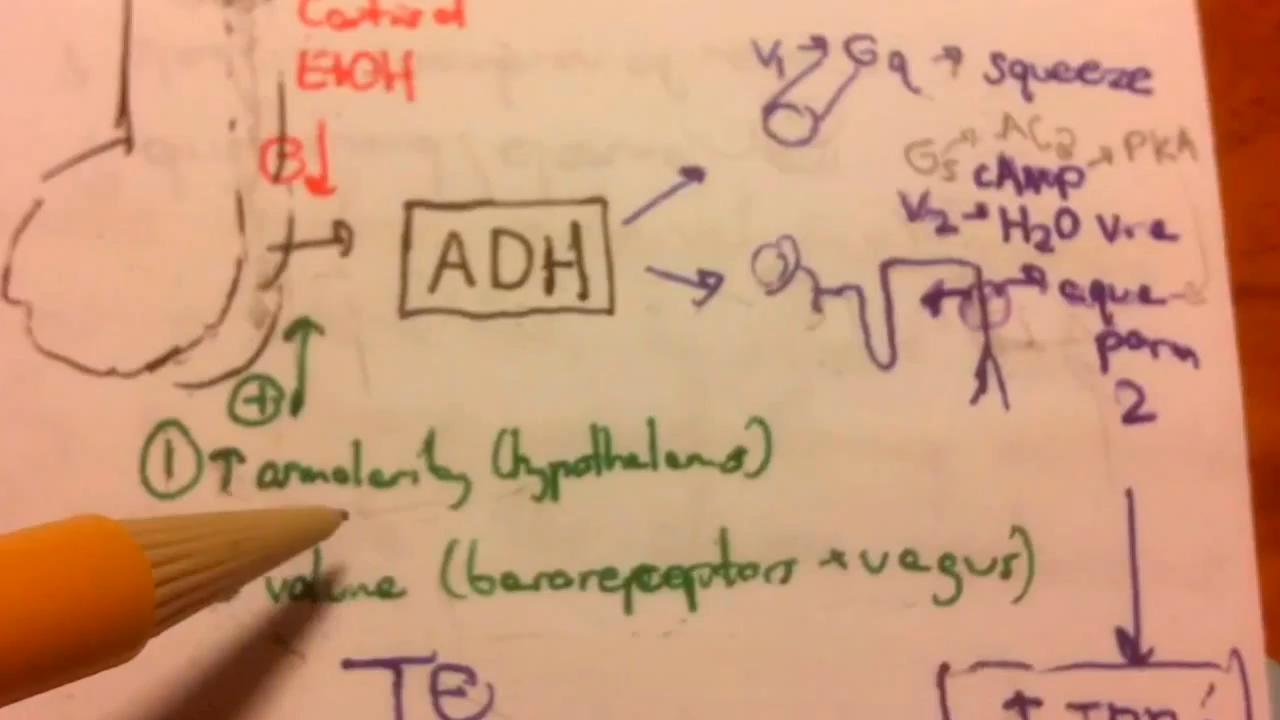 Cortisol
EtOH
⊖↓
V₁ → Gq → squeeze
Gs → AC → PKA
cAMP
V₂ → H₂O via
aqua
porin
2
ADH
⊕↑
① ↑ osmolarity (hypothalamus)
volume (baroreceptors + vagus)
↑